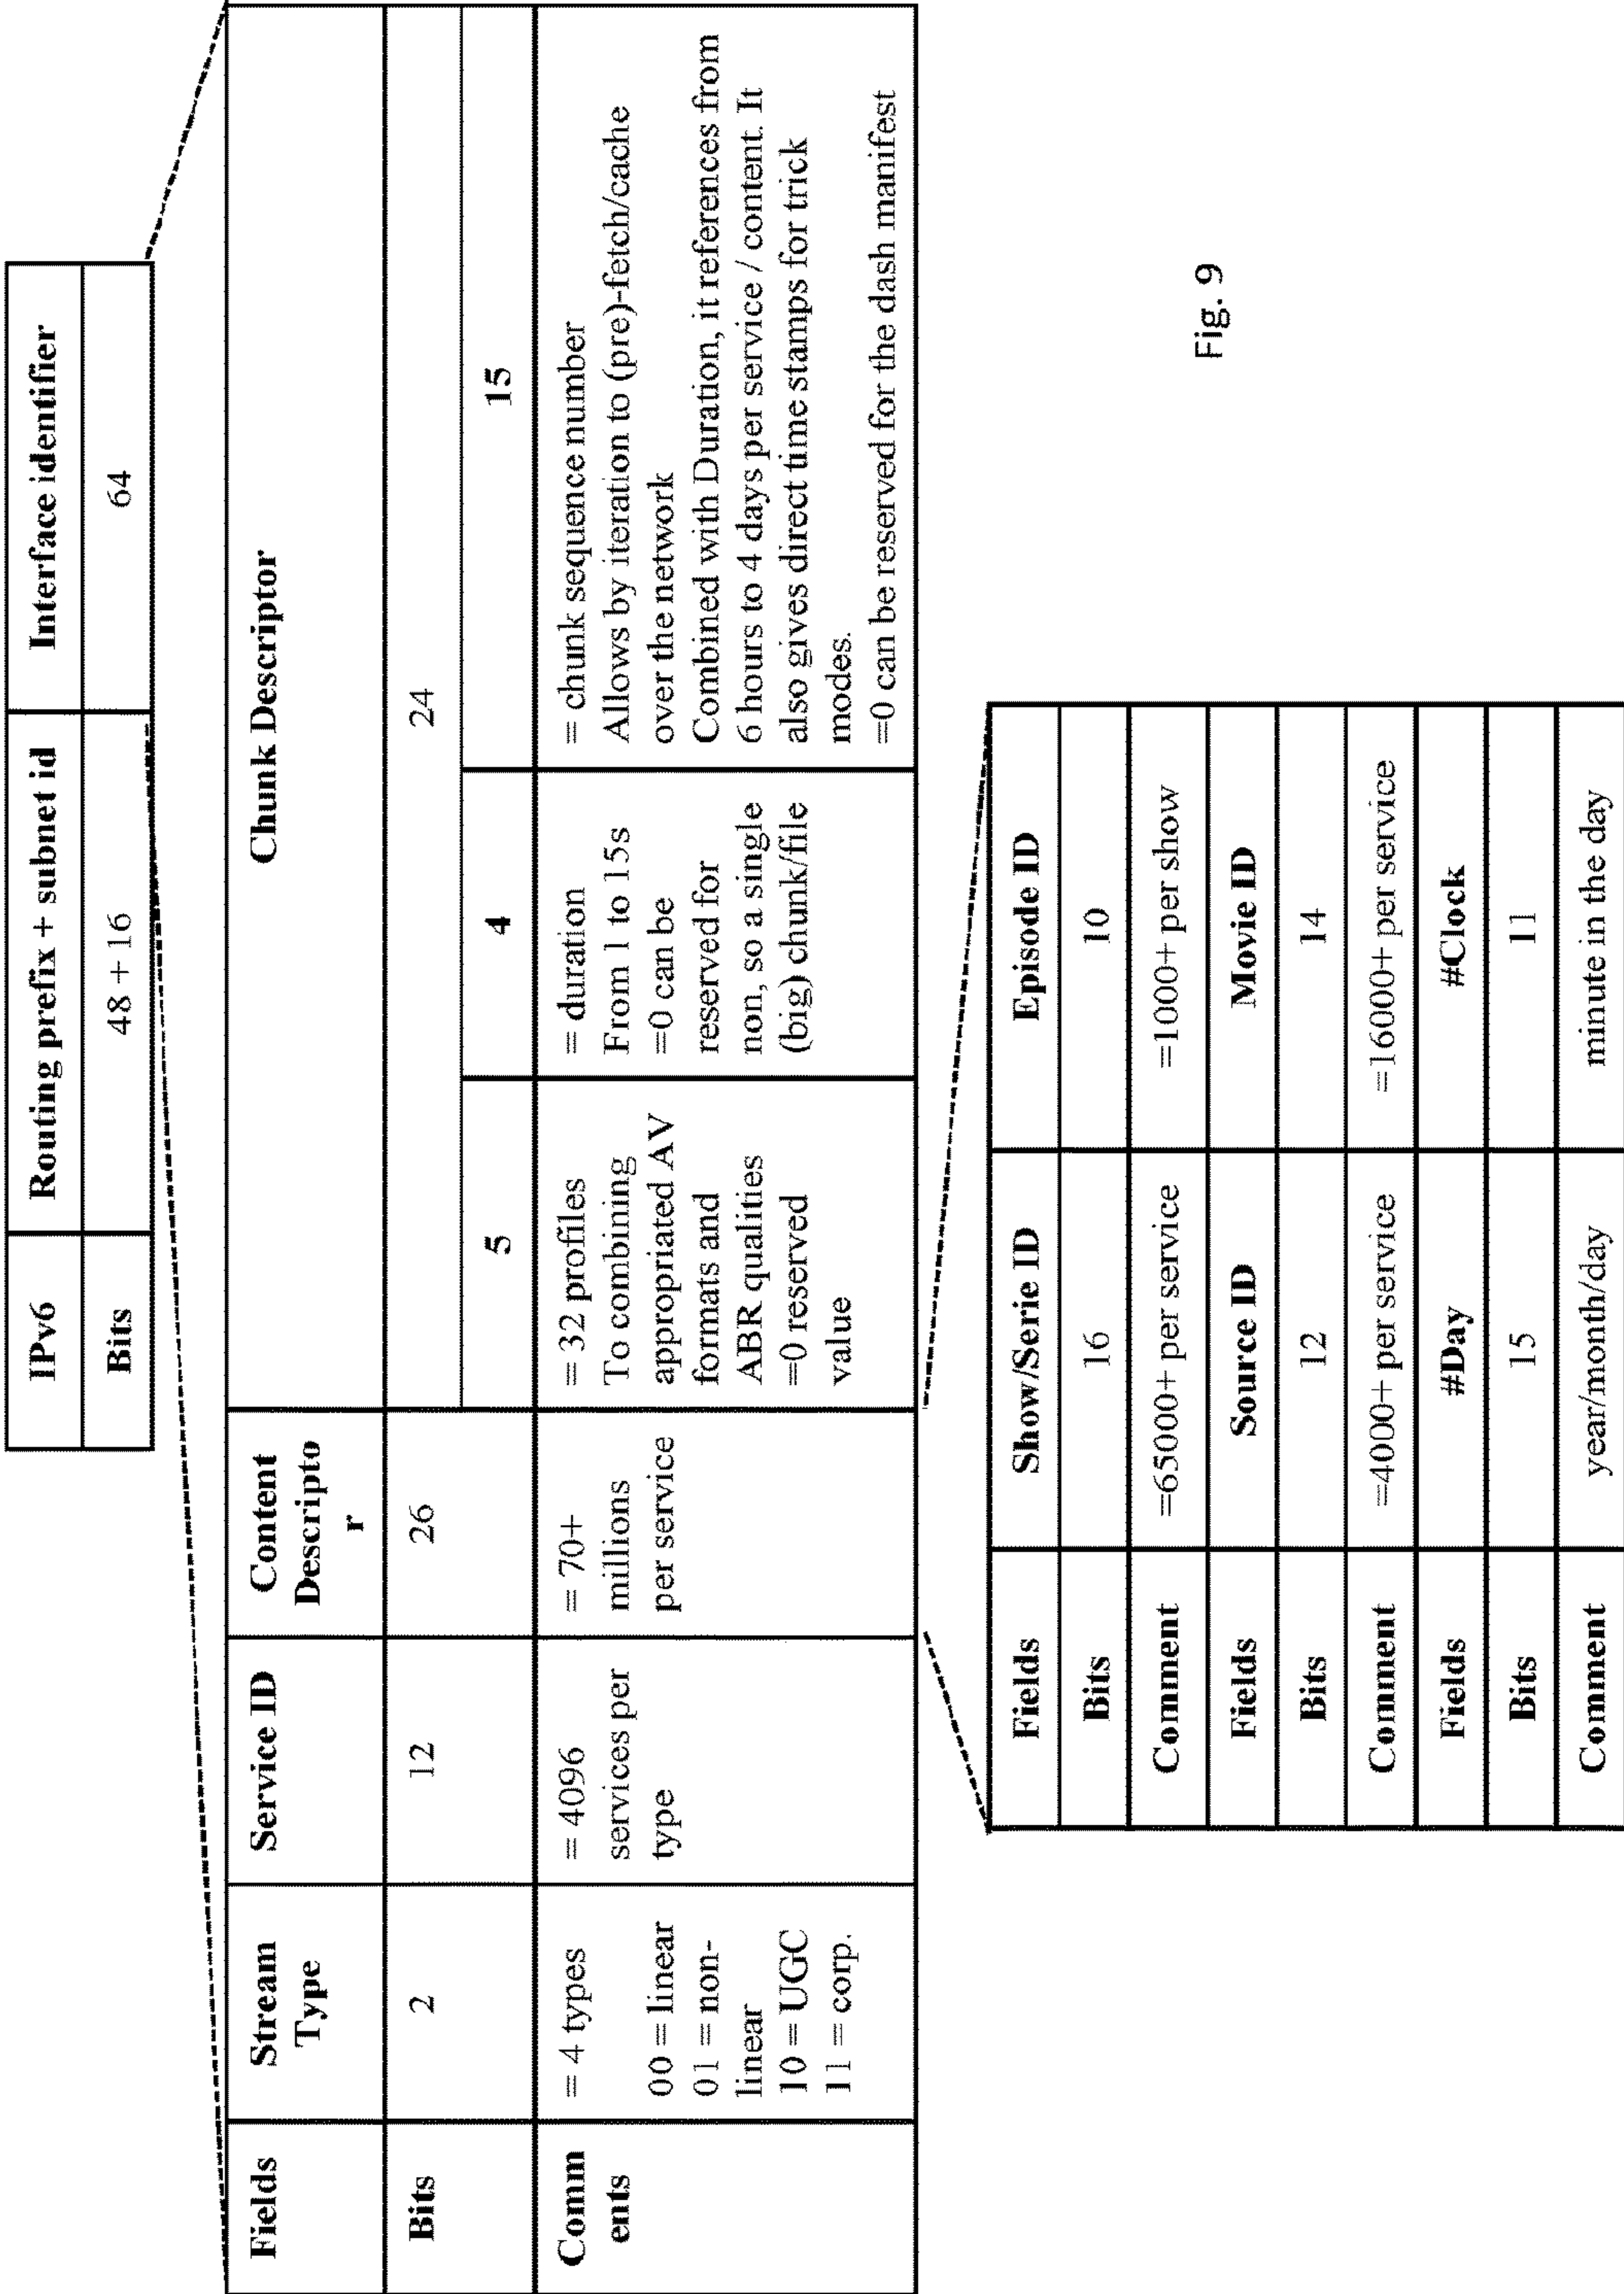 IPv6
Routing prefix + subnet id
Interface identifier
Bits
48 + 16
64
Fields
Stream
Type
Service ID
Content
Descripto
r
Chunk Descriptor
Bits
2
12
26
24
5
4
15
Comm
ents
= 4 types
00 = linear
01 = non-
linear
10 = UGC
11 = corp.
= 4096
services per
type
= 70+
millions
per service
= 32 profiles
To combining
appropriated AV
formats and
ABR qualities
=0 reserved
value
= duration
From 1 to 15s
=0 can be
reserved for
non, so a single
(big) chunk/file
= chunk sequence number
Allows by iteration to (pre)-fetch/cache
over the network
Combined with Duration, it references from
6 hours to 4 days per service / content. It
also gives direct time stamps for trick
modes.
=0 can be reserved for the dash manifest
Fields
Show/Serie ID
Episode ID
Bits
16
10
Comment
=65000+ per service
=1000+ per show
Fields
Source ID
Movie ID
Bits
12
14
Comment
=4000+ per service
=16000+ per service
Fields
#Day
#Clock
Bits
15
11
Comment
year/month/day
minute in the day
Fig. 9